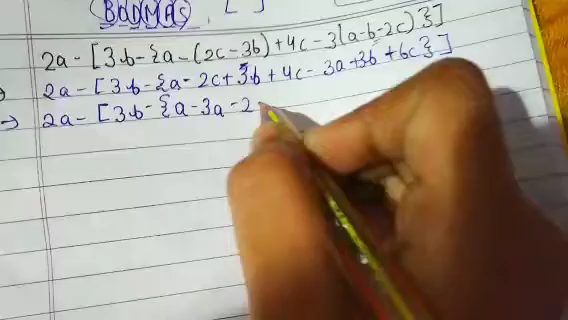 BODMAS, [ ]
2a - [3b - {a - (2c - 3b) + 4c - 3(a - b - 2c)}]
→ 2a - [3b - {a - 2c + 3b + 4c - 3a + 3b + 6c}]
→ 2a - [3b - {a - 3a - 2